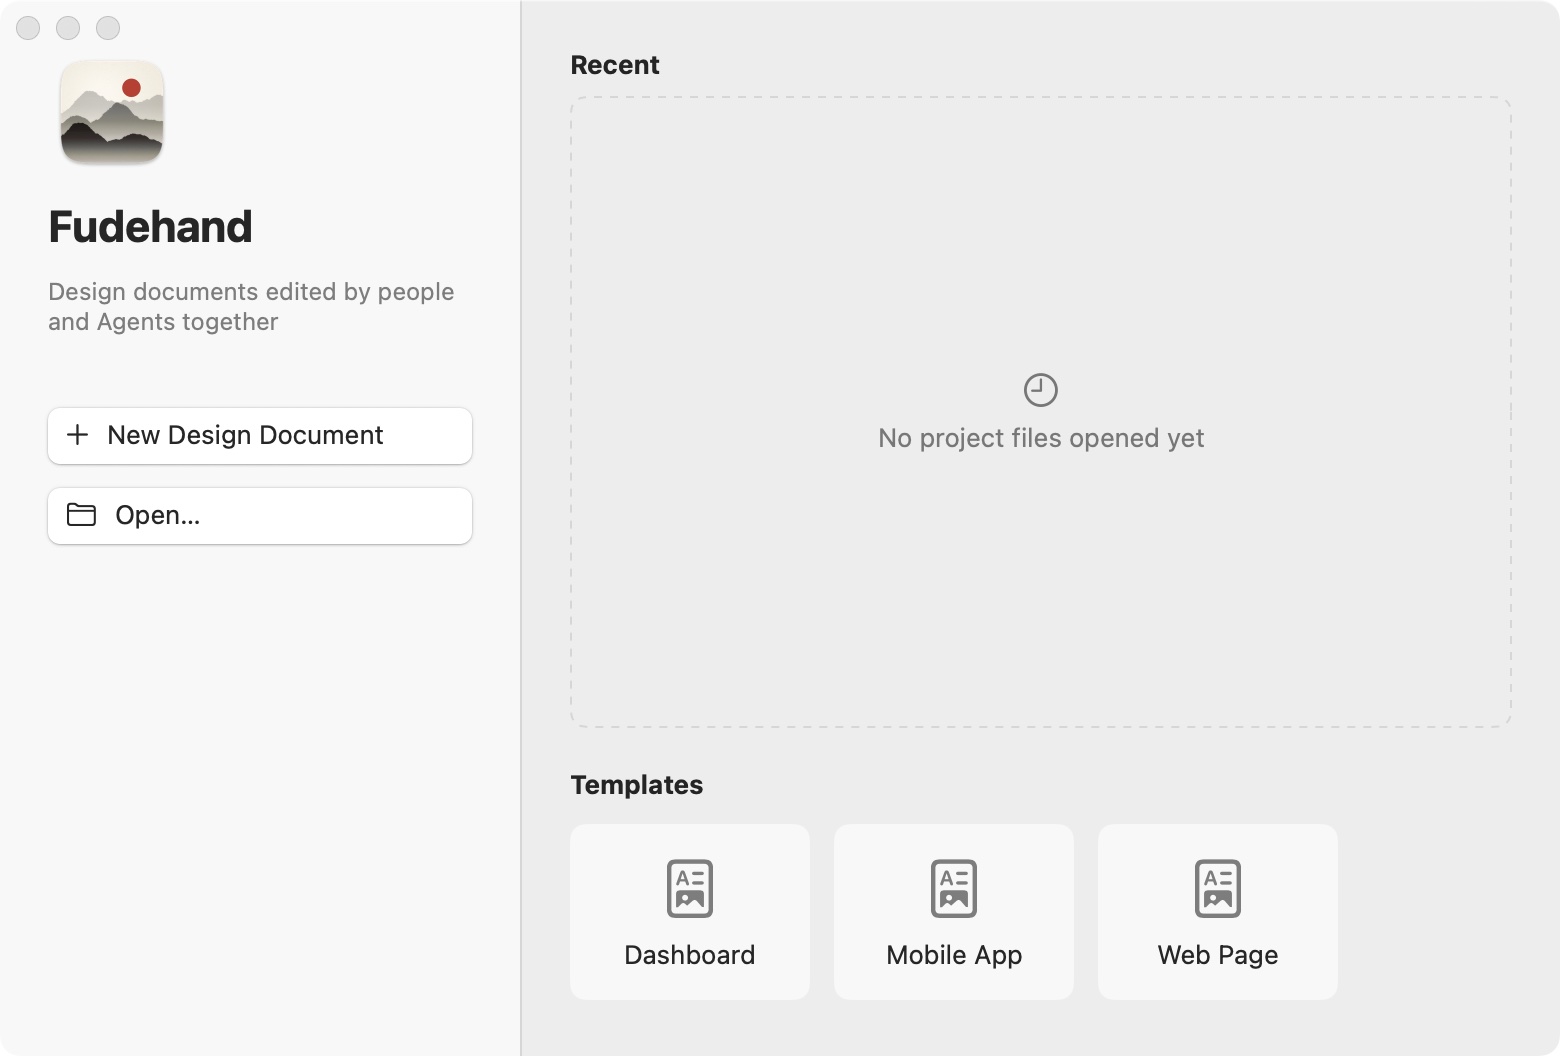 Fudehand
Design documents edited by people
and Agents together
New Design Document
Open...
Recent
No project files opened yet
Templates
Dashboard
Mobile App
Web Page